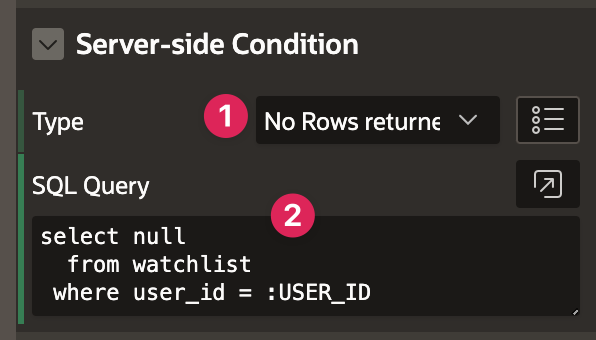 Server-side Condition
Type
1
No Rows returne
SQL Query
2
select null
from watchlist
where user_id = :USER_ID